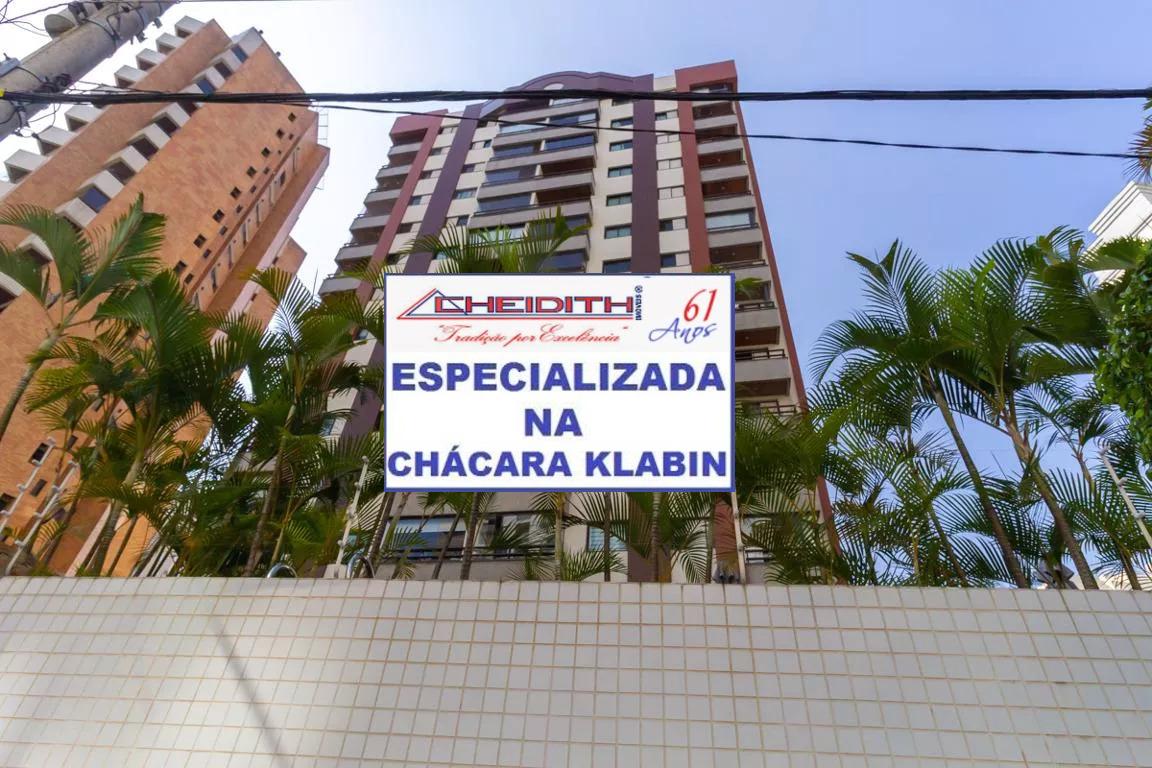 CHEIDITH IMÓVEIS ® 61
"Tradição por Excelência" Anos
ESPECIALIZADA
NA
CHÁCARA KLABIN